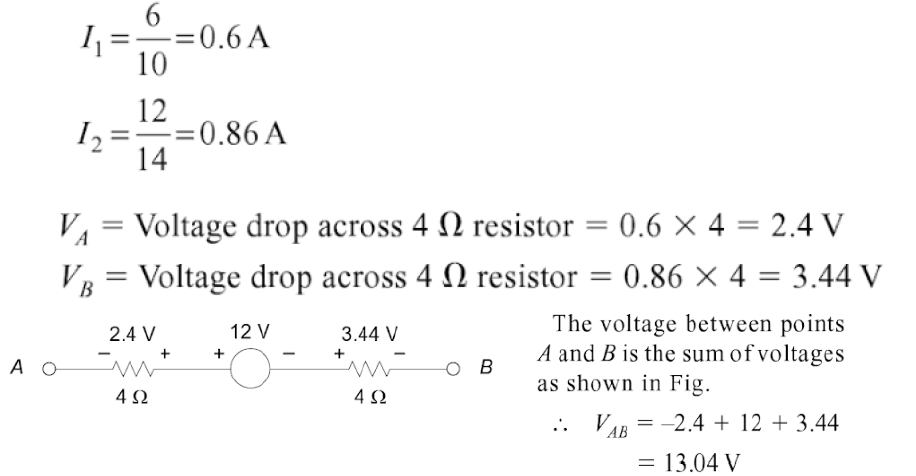 I₁ = 6/10 = 0.6 A
I₂ = 12/14 = 0.86 A
V_A = Voltage drop across 4 Ω resistor = 0.6 × 4 = 2.4 V
V_B = Voltage drop across 4 Ω resistor = 0.86 × 4 = 3.44 V
2.4 V 12 V 3.44 V
− + + − + −
A B
4 Ω 4 Ω
The voltage between points
A and B is the sum of voltages
as shown in Fig.
∴ V_AB = –2.4 + 12 + 3.44
= 13.04 V